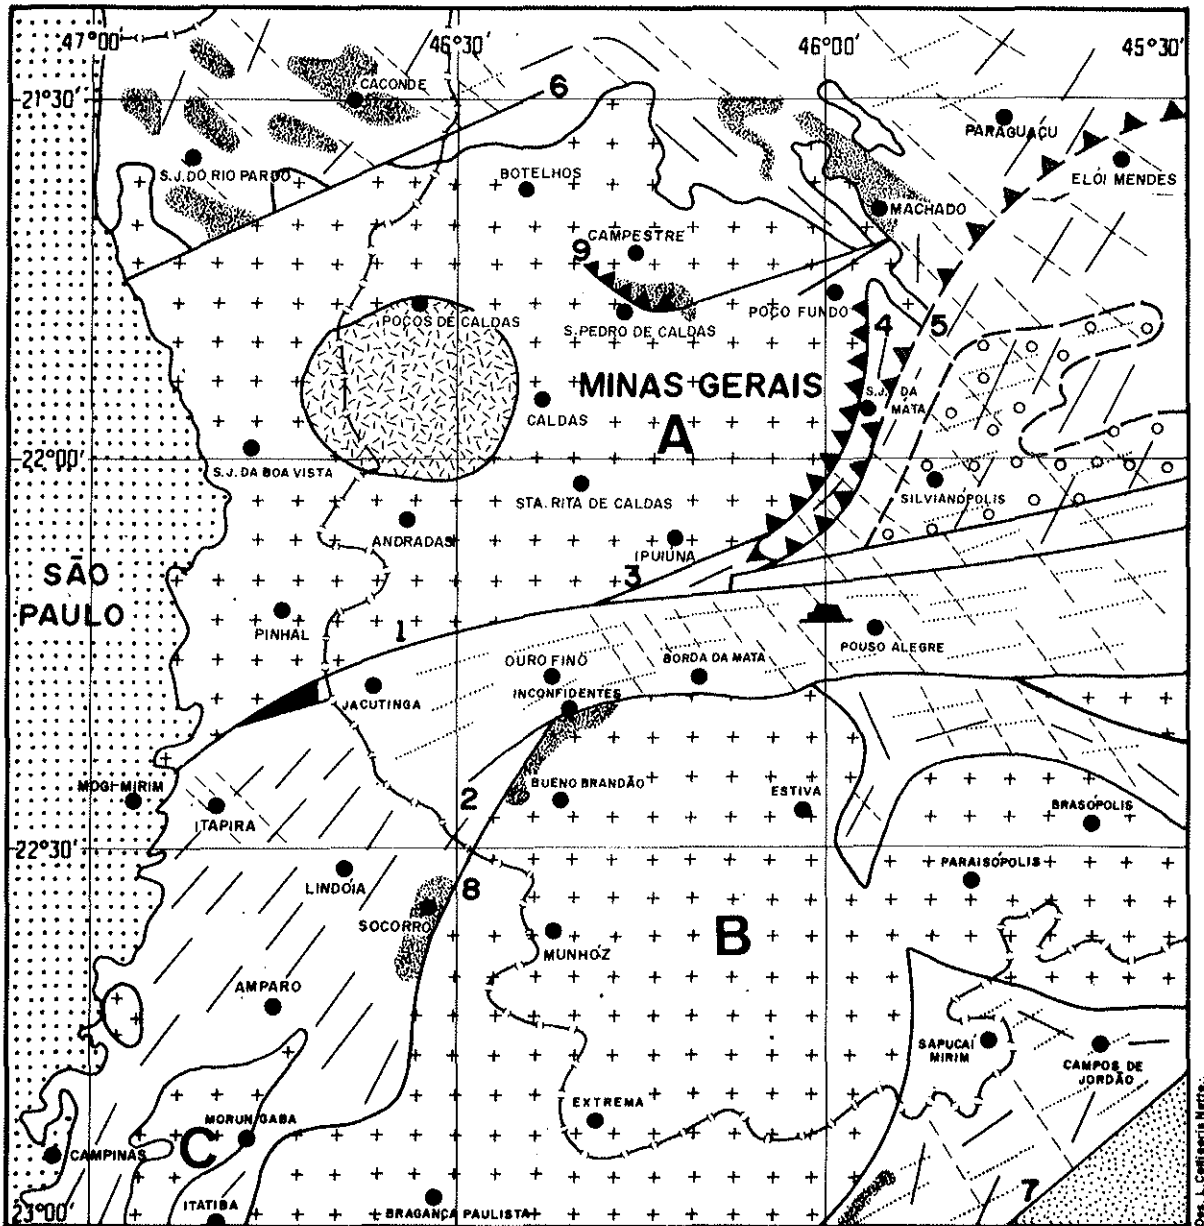 47°00'
46°30'
46°00'
45°30'
CACONDE
6
21°30'
PARAGUAÇU
S.J. DO RIO PARDO
BOTELHOS
ELÓI MENDES
MACHADO
CAMPESTRE
9
POÇOS DE CALDAS
S. PEDRO DE CALDAS
POÇO FUNDO
4
5
MINAS GERAIS
A
CALDAS
S.J. DA
MATA
S.J. DA BOA VISTA
22°00'
STA. RITA DE CALDAS
SILVIANÓPOLIS
ANDRADAS
IPUIÚNA
SÃO
PAULO
3
PINHAL
1
POUSO ALEGRE
OURO FINO
BORDA DA MATA
INCONFIDENTES
JACUTINGA
MOGI-MIRIM
ITAPIRA
2
BUENO BRANDÃO
ESTIVA
BRASÓPOLIS
22°30'
LINDÓIA
8
PARAISÓPOLIS
SOCORRO
B
MUNHÓZ
AMPARO
SAPUCAÍ
MIRIM
CAMPOS DE
JORDÃO
EXTREMA
MORUNGABA
C
CAMPINAS
7
ITATIBA
23°00'
BRAGANÇA PAULISTA